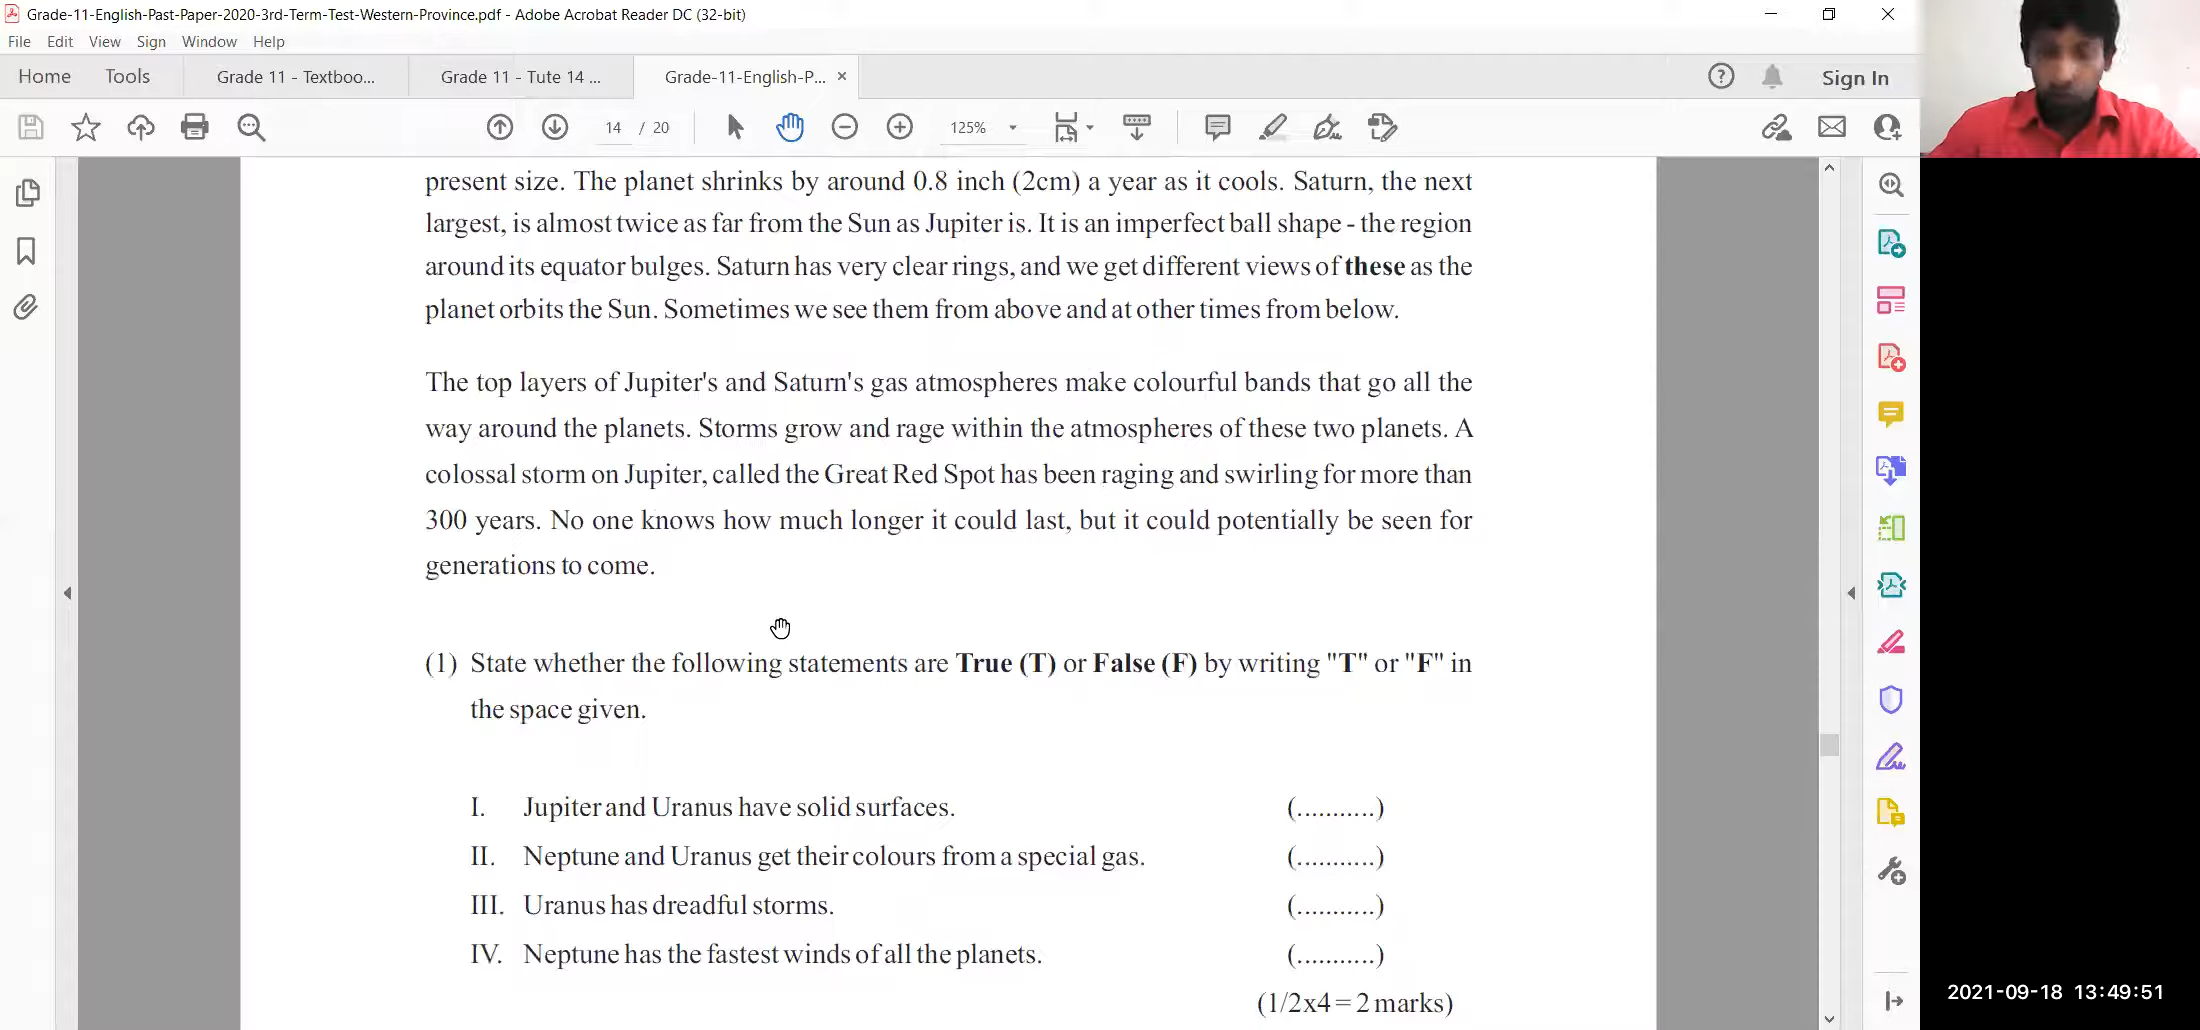 Grade-11-English-Past-Paper-2020-3rd-Term-Test-Western-Province.pdf - Adobe Acrobat Reader DC (32-bit)
File Edit View Sign Window Help
Home Tools Grade 11 - Textboo... Grade 11 - Tute 14 ... Grade-11-English-P... × Sign In
14 / 20 125%
present size. The planet shrinks by around 0.8 inch (2cm) a year as it cools. Saturn, the next
largest, is almost twice as far from the Sun as Jupiter is. It is an imperfect ball shape - the region
around its equator bulges. Saturn has very clear rings, and we get different views of these as the
planet orbits the Sun. Sometimes we see them from above and at other times from below.
The top layers of Jupiter's and Saturn's gas atmospheres make colourful bands that go all the
way around the planets. Storms grow and rage within the atmospheres of these two planets. A
colossal storm on Jupiter, called the Great Red Spot has been raging and swirling for more than
300 years. No one knows how much longer it could last, but it could potentially be seen for
generations to come.
(1) State whether the following statements are True (T) or False (F) by writing "T" or "F" in
the space given.
I. Jupiter and Uranus have solid surfaces. (...........)
II. Neptune and Uranus get their colours from a special gas. (...........)
III. Uranus has dreadful storms. (...........)
IV. Neptune has the fastest winds of all the planets. (...........)
(1/2x4 = 2 marks)
2021-09-18 13:49:51